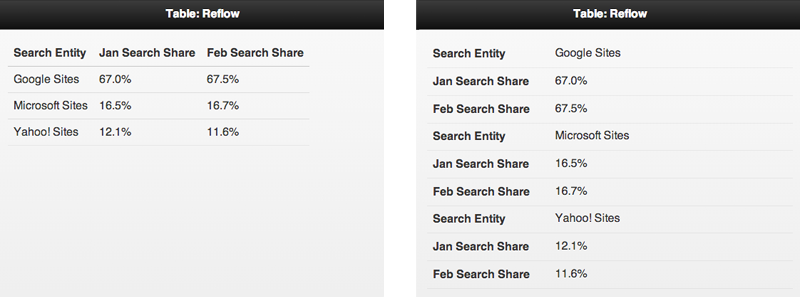 Table: Reflow
Search Entity Jan Search Share Feb Search Share
Google Sites 67.0% 67.5%
Microsoft Sites 16.5% 16.7%
Yahoo! Sites 12.1% 11.6%
Table: Reflow
Search Entity Google Sites
Jan Search Share 67.0%
Feb Search Share 67.5%
Search Entity Microsoft Sites
Jan Search Share 16.5%
Feb Search Share 16.7%
Search Entity Yahoo! Sites
Jan Search Share 12.1%
Feb Search Share 11.6%